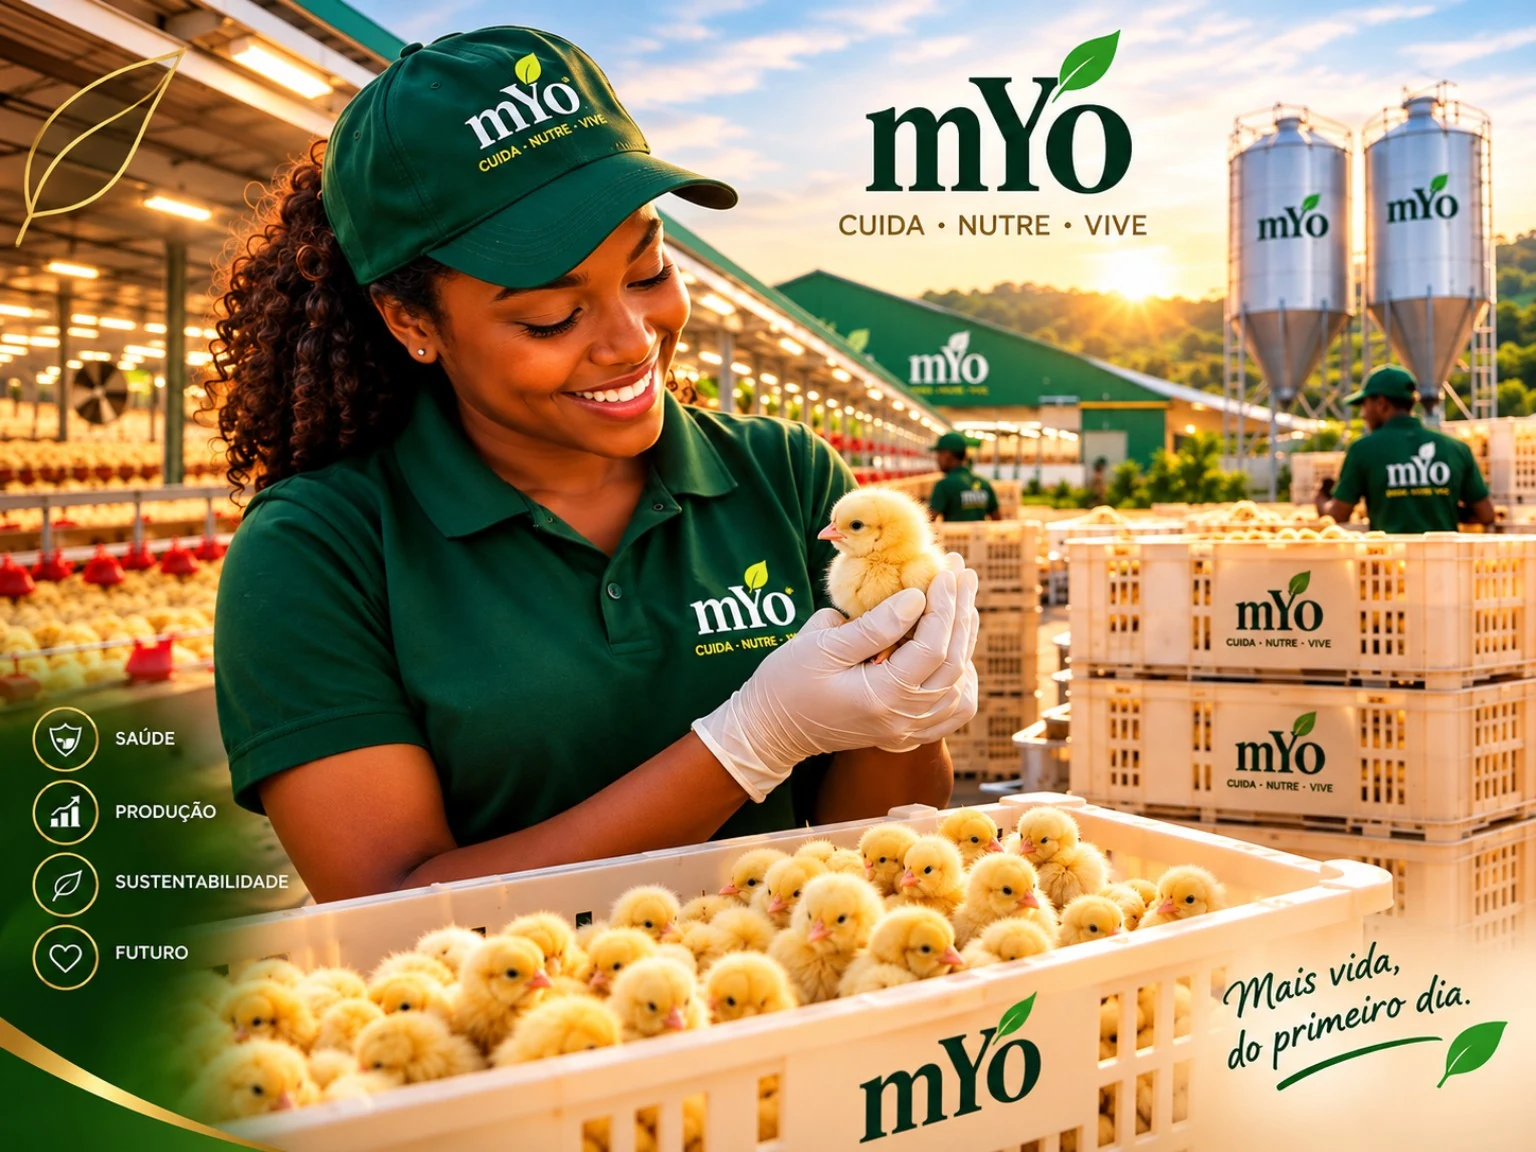 mYo
CUIDA · NUTRE · VIVE
mYo
CUIDA · NUTRE · VIVE
mYo
mYo
mYo
mYo
mYo
CUIDA · NUTRE ·
mYo
CUIDA · NUTRE · VIVE
mYo
CUIDA · NUTRE · VIVE
SAÚDE
PRODUÇÃO
SUSTENTABILIDADE
FUTURO
Mais vida,
do primeiro dia.
mYo